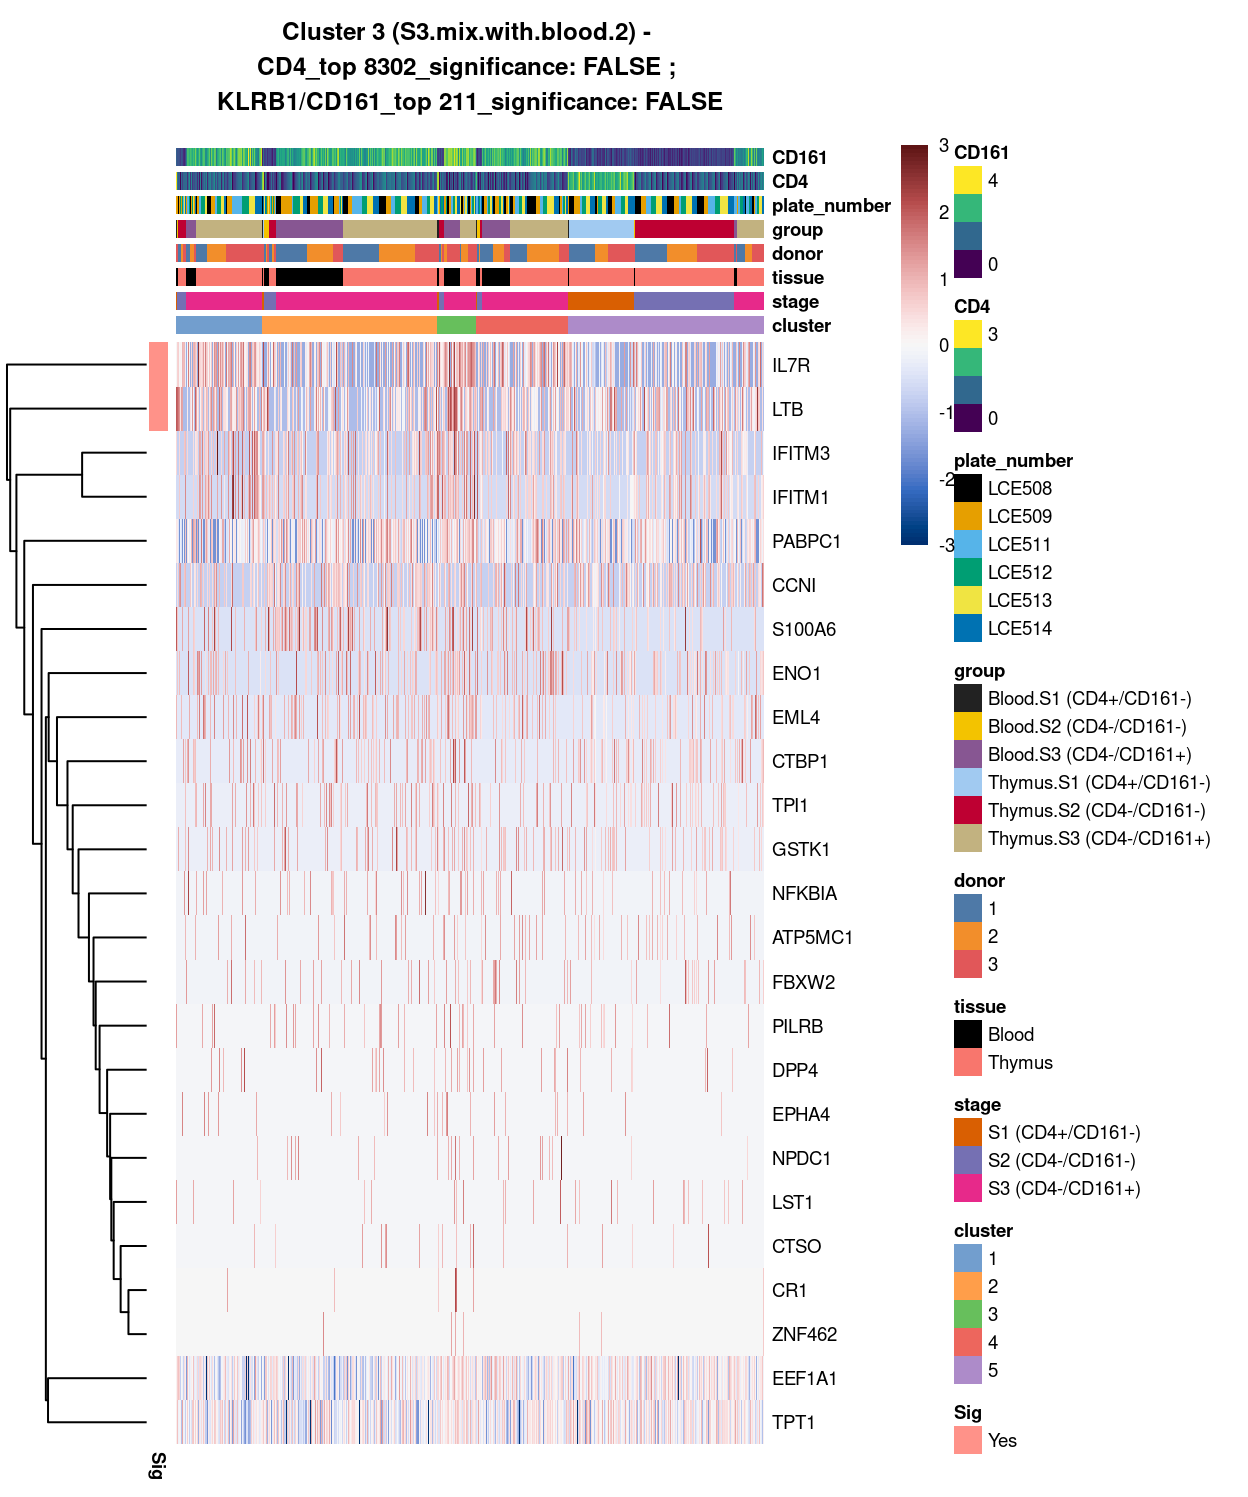 Cluster 3 (S3.mix.with.blood.2) -
CD4_top 8302_significance: FALSE ;
KLRB1/CD161_top 211_significance: FALSE
CD161
CD4
plate_number
group
donor
tissue
stage
cluster
IL7R
LTB
IFITM3
IFITM1
PABPC1
CCNI
S100A6
ENO1
EML4
CTBP1
TPI1
GSTK1
NFKBIA
ATP5MC1
FBXW2
PILRB
DPP4
EPHA4
NPDC1
LST1
CTSO
CR1
ZNF462
EEF1A1
TPT1
Sig
3
2
1
0
-1
-2
-3
CD161
4
0
CD4
3
0
plate_number
LCE508
LCE509
LCE511
LCE512
LCE513
LCE514
group
Blood.S1 (CD4+/CD161-)
Blood.S2 (CD4-/CD161-)
Blood.S3 (CD4-/CD161+)
Thymus.S1 (CD4+/CD161-)
Thymus.S2 (CD4-/CD161-)
Thymus.S3 (CD4-/CD161+)
donor
1
2
3
tissue
Blood
Thymus
stage
S1 (CD4+/CD161-)
S2 (CD4-/CD161-)
S3 (CD4-/CD161+)
cluster
1
2
3
4
5
Sig
Yes